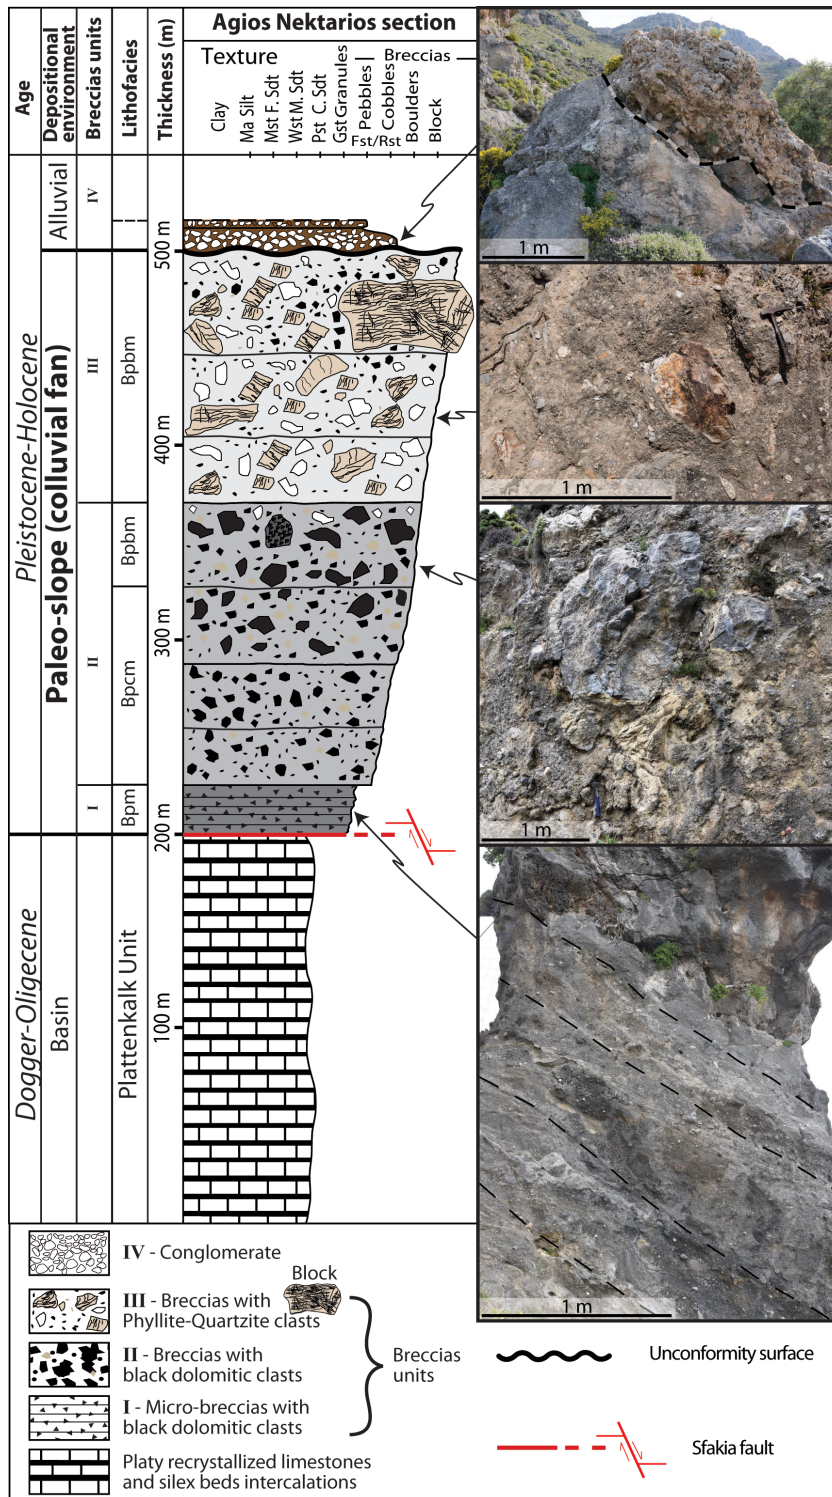 Agios Nektarios section
Age
Depositional
environment
Breccias units
Lithofacies
Thickness (m)
Texture
Breccias
Clay
Ma Silt
Mst F. Sdt
Wst M. Sdt
Pst C. Sdt
Gst Granules
Pebbles
Cobbles
Boulders
Block
Fst/Rst
Alluvial
IV
500 m
1 m
Pleistocene-Holocene
Paleo-slope (colluvial fan)
III
Bpbm
400 m
1 m
Bpbm
300 m
II
Bpcm
I
Bpm
1 m
200 m
Dogger-Oligecene
Basin
Plattenkalk Unit
100 m
1 m
IV - Conglomerate
Block
III - Breccias with
Phyllite-Quartzite clasts
II - Breccias with
black dolomitic clasts
Breccias
units
I - Micro-breccias with
black dolomitic clasts
Platy recrystallized limestones
and silex beds intercalations
Unconformity surface
Sfakia fault